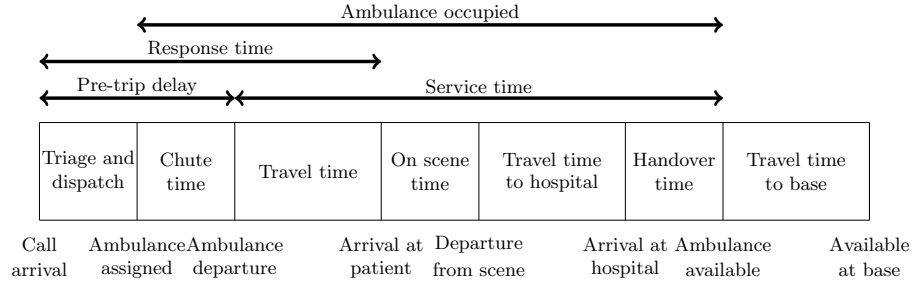 Ambulance occupied
Response time
Pre-trip delay
Service time
Triage and
dispatch
Chute
time
Travel time
On scene
time
Travel time
to hospital
Handover
time
Travel time
to base
Call
arrival
Ambulance
assigned
Ambulance
departure
Arrival at
patient
Departure
from scene
Arrival at
hospital
Ambulance
available
Available
at base